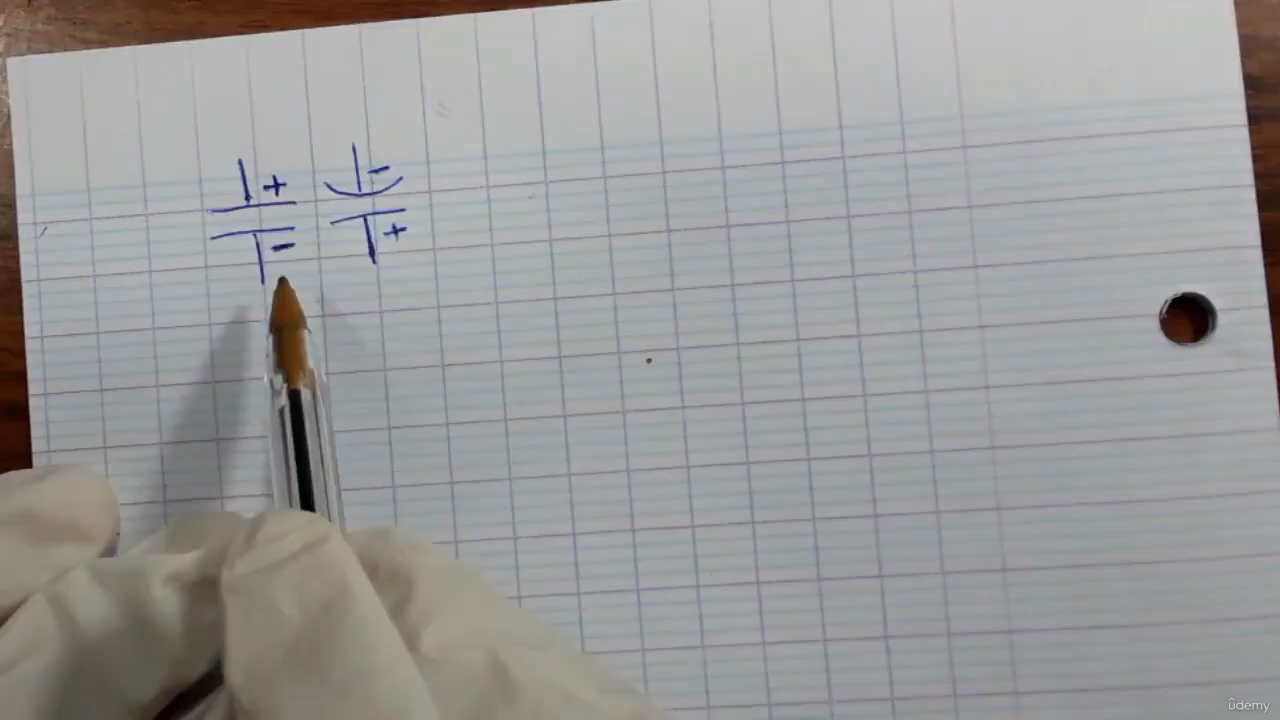 + -
- +
ûdemy